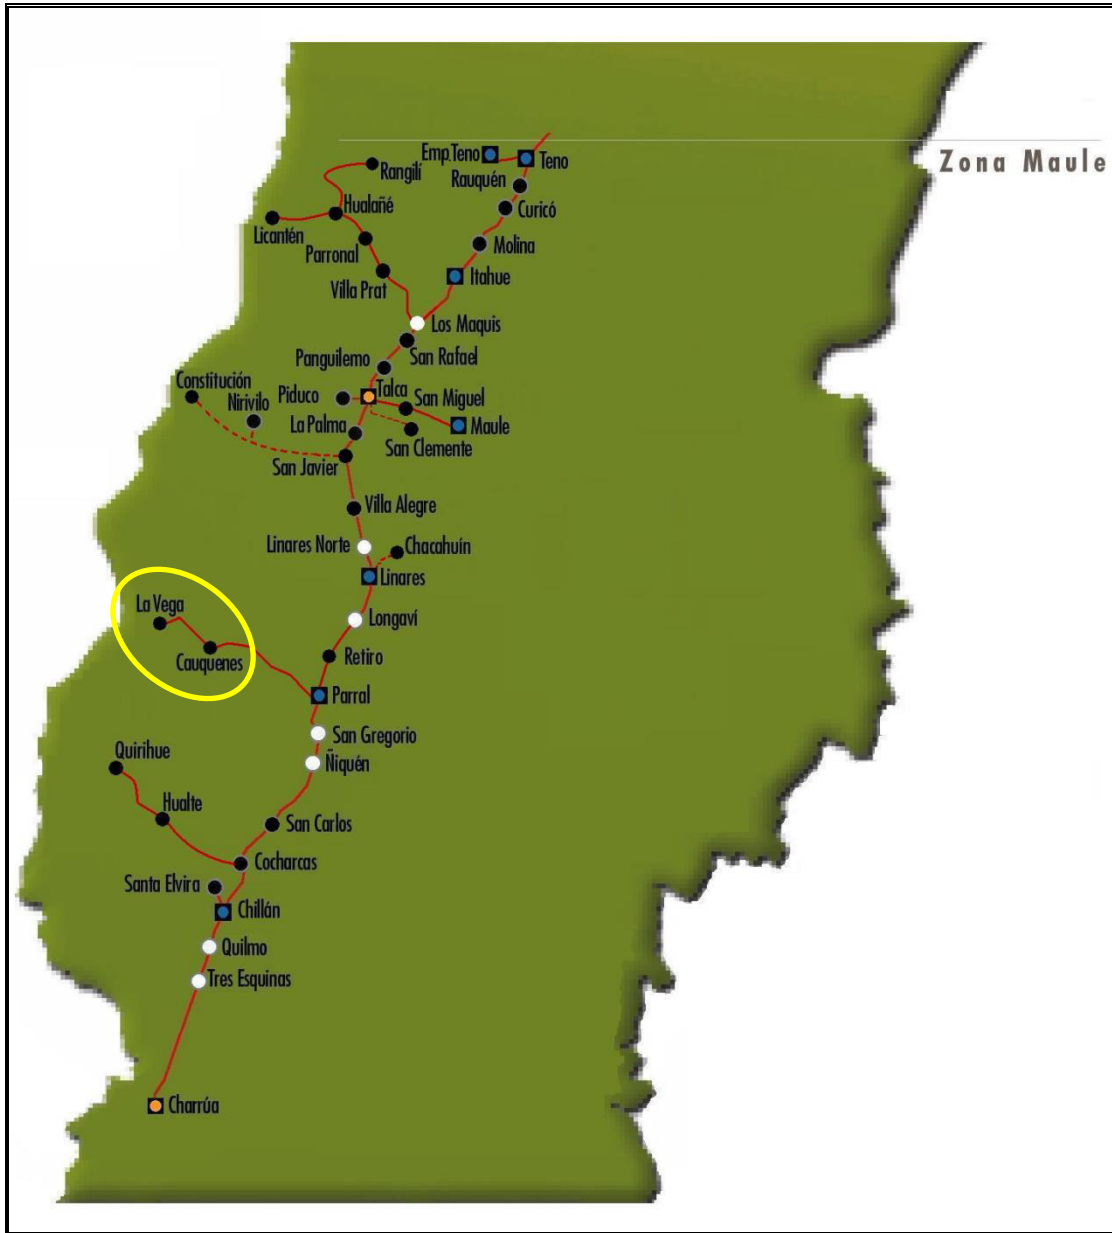 Emp.Teno
Teno
Zona Maule
Rangilí
Rauquén
Hualañé
Curicó
Licantén
Molina
Parronal
Itahue
Villa Prat
Los Maquis
San Rafael
Panguilemo
Constitución
Talca
Piduco
San Miguel
Nirivilo
La Palma
Maule
San Clemente
San Javier
Villa Alegre
Linares Norte
Chacahuín
Linares
La Vega
Longaví
Cauquenes
Retiro
Parral
San Gregorio
Quirihue
Ñiquén
Hualte
San Carlos
Cocharcas
Santa Elvira
Chillán
Quilmo
Tres Esquinas
Charrúa